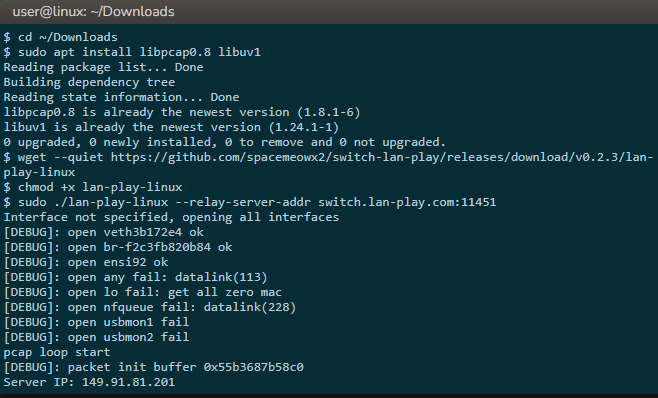 user@linux: ~/Downloads
$ cd ~/Downloads
$ sudo apt install libpcap0.8 libuv1
Reading package list... Done
Building dependency tree
Reading state information... Done
libpcap0.8 is already the newest version (1.8.1-6)
libuv1 is already the newest version (1.24.1-1)
0 upgraded, 0 newly installed, 0 to remove and 0 not upgraded.
$ wget --quiet https://github.com/spacemeowx2/switch-lan-play/releases/download/v0.2.3/lan-
play-linux
$ chmod +x lan-play-linux
$ sudo ./lan-play-linux --relay-server-addr switch.lan-play.com:11451
Interface not specified, opening all interfaces
[DEBUG]: open veth3b172e4 ok
[DEBUG]: open br-f2c3fb820b84 ok
[DEBUG]: open ensi92 ok
[DEBUG]: open any fail: datalink(113)
[DEBUG]: open lo fail: get all zero mac
[DEBUG]: open nfqueue fail: datalink(228)
[DEBUG]: open usbmon1 fail
[DEBUG]: open usbmon2 fail
pcap loop start
[DEBUG]: packet init buffer 0x55b3687b58c0
Server IP: 149.91.81.201